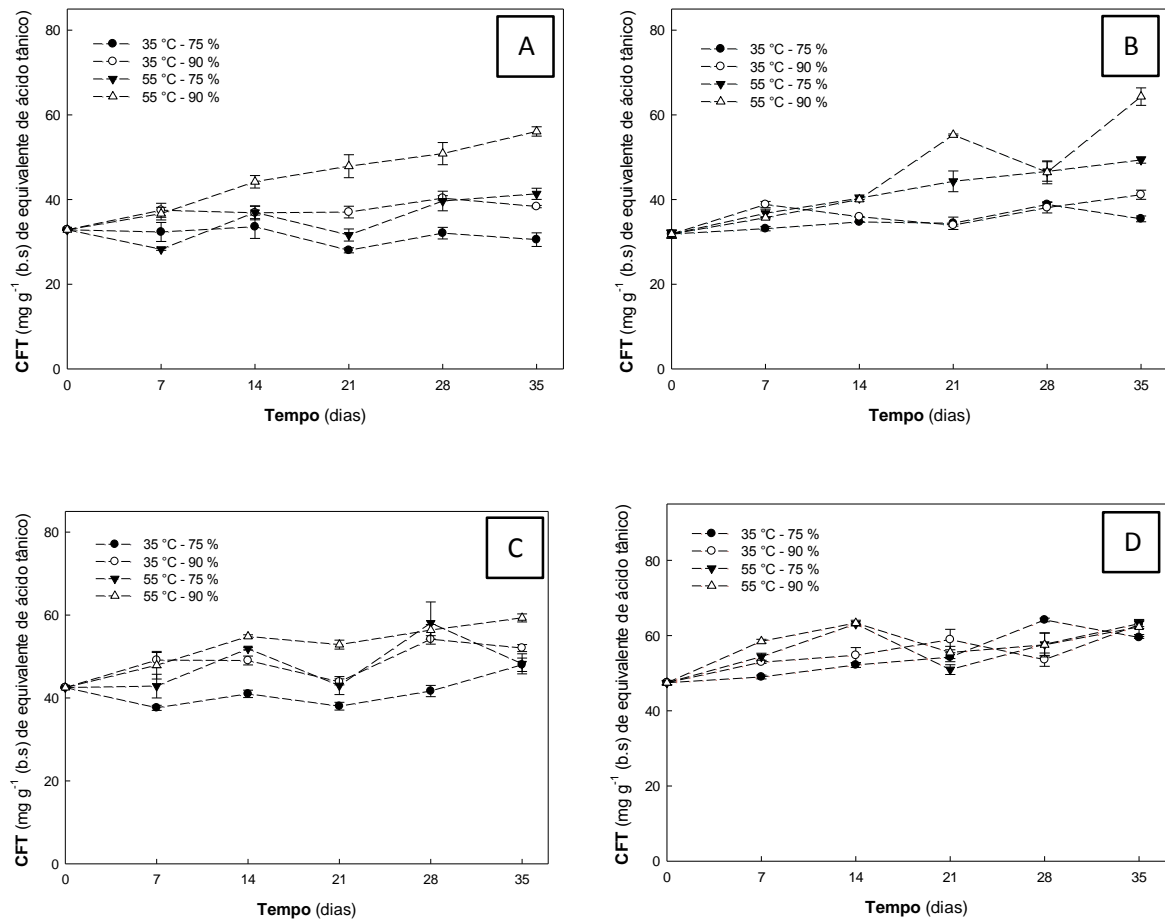 A
35 °C - 75 %
35 °C - 90 %
55 °C - 75 %
55 °C - 90 %
CFT (mg g⁻¹ (b.s) de equivalente de ácido tânico)
80
60
40
20
0
0 7 14 21 28 35
Tempo (dias)
B
35 °C - 75 %
35 °C - 90 %
55 °C - 75 %
55 °C - 90 %
CFT (mg g⁻¹ (b.s) de equivalente de ácido tânico)
80
60
40
20
0
0 7 14 21 28 35
Tempo (dias)
C
35 °C - 75 %
35 °C - 90 %
55 °C - 75 %
55 °C - 90 %
CFT (mg g⁻¹ (b.s) de equivalente de ácido tânico)
80
60
40
20
0
0 7 14 21 28 35
Tempo (dias)
D
35 °C - 75 %
35 °C - 90 %
55 °C - 75 %
55 °C - 90 %
CFT (mg g⁻¹ (b.s) de equivalente de ácido tânico)
80
60
40
20
0
0 7 14 21 28 35
Tempo (dias)